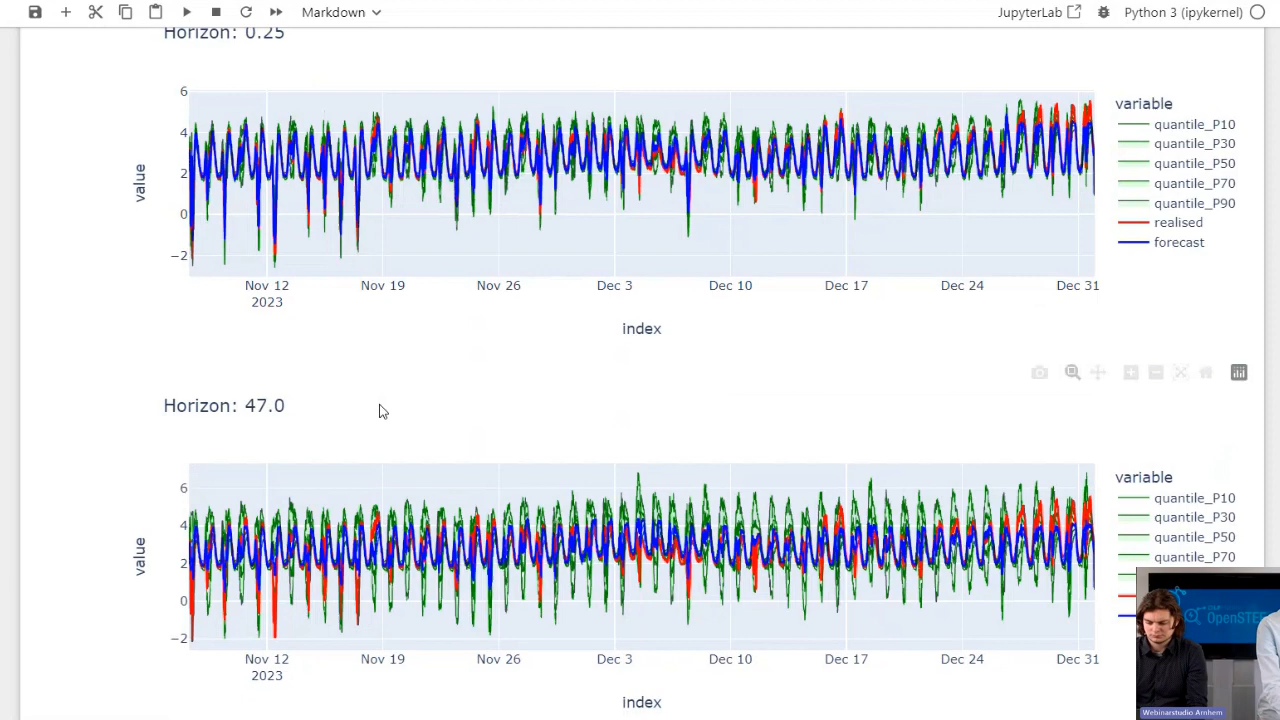 Markdown
JupyterLab
Python 3 (ipykernel)
Horizon: 0.25
6
4
2
0
−2
value
Nov 12
2023
Nov 19
Nov 26
Dec 3
Dec 10
Dec 17
Dec 24
Dec 31
index
variable
quantile_P10
quantile_P30
quantile_P50
quantile_P70
quantile_P90
realised
forecast
Horizon: 47.0
6
4
2
0
−2
value
Nov 12
2023
Nov 19
Nov 26
Dec 3
Dec 10
Dec 17
Dec 24
Dec 31
index
variable
quantile_P10
quantile_P30
quantile_P50
quantile_P70
OpenSTEF
Webinarstudio Arnhem